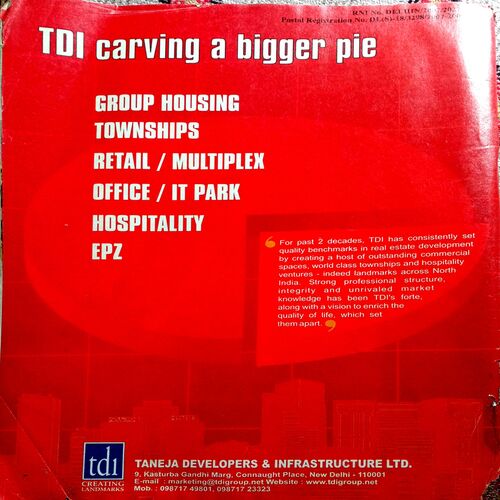 RNI No.
Postal Registration No.
TDI carving a bigger pie
GROUP HOUSING
TOWNSHIPS
RETAIL / MULTIPLEX
OFFICE / IT PARK
HOSPITALITY
EPZ
For past 2 decades, TDI has consistently set
quality benchmarks in real estate development
by creating a host of outstanding commercial
spaces, world class townships and hospitality
ventures - indeed landmarks across North
India. Strong professional structure,
integrity and unrivaled market
knowledge has been TDI's forte,
along with a vision to enrich the
quality of life, which set
them apart.
tdi
CREATING
LANDMARKS
TANEJA DEVELOPERS & INFRASTRUCTURE LTD.
9, Kasturba Gandhi Marg, Connaught Place, New Delhi - 110001
E-mail : marketing@tdigroup.net Website : www.tdigroup.net
Mob. : 098717 49801, 098717 23323